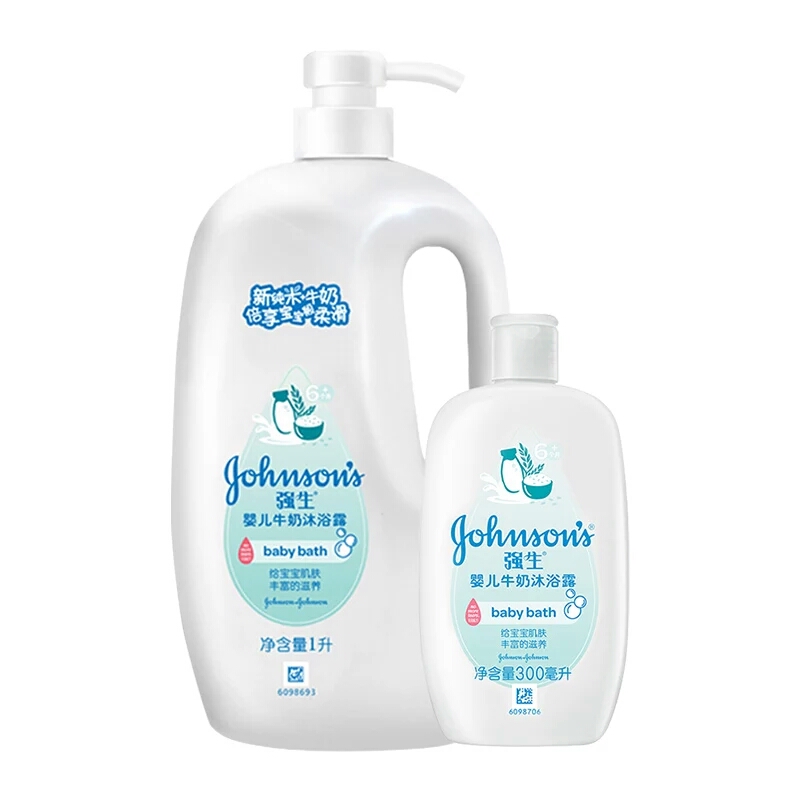 新纯米+牛奶
倍享宝宝般柔滑
6+
Johnson's
强生®
婴儿牛奶沐浴露
baby bath
给宝宝肌肤
丰富的滋养
Johnson & Johnson
净含量1升
6098693
6+
Johnson's®
强生®
婴儿牛奶沐浴露
NO MORE TEARS
baby bath
给宝宝肌肤
丰富的滋养
Johnson & Johnson
净含量300毫升
6098706